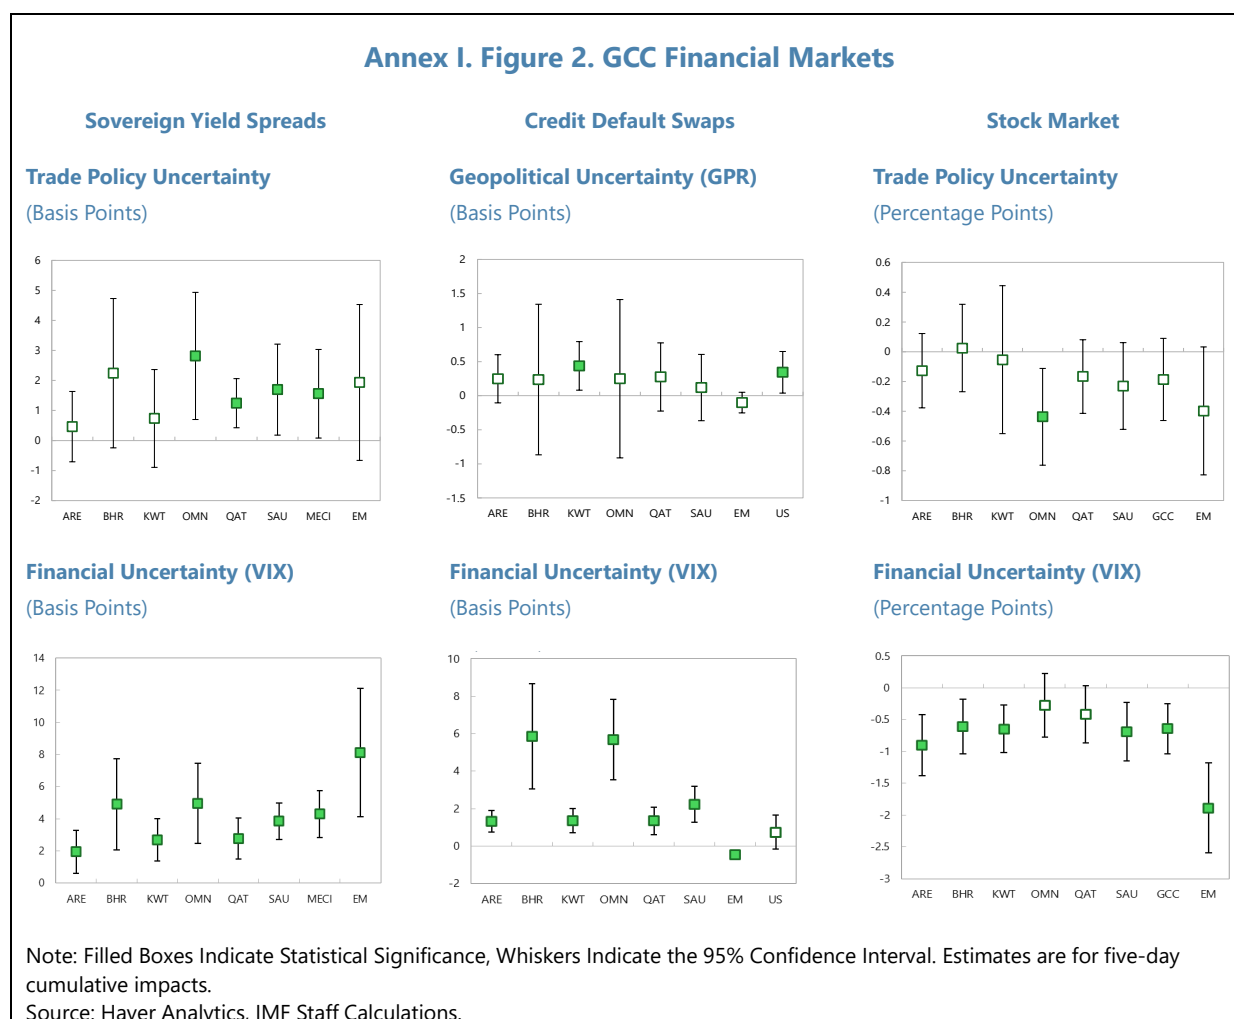 Annex I. Figure 2. GCC Financial Markets
Sovereign Yield Spreads
Credit Default Swaps
Stock Market
Trade Policy Uncertainty
(Basis Points)
Geopolitical Uncertainty (GPR)
(Basis Points)
Trade Policy Uncertainty
(Percentage Points)
6
5
4
3
2
1
0
-1
-2
ARE BHR KWT OMN QAT SAU MECI EM
2
1.5
1
0.5
0
-0.5
-1
-1.5
ARE BHR KWT OMN QAT SAU EM US
0.6
0.4
0.2
0
-0.2
-0.4
-0.6
-0.8
-1
ARE BHR KWT OMN QAT SAU GCC EM
Financial Uncertainty (VIX)
(Basis Points)
Financial Uncertainty (VIX)
(Basis Points)
Financial Uncertainty (VIX)
(Percentage Points)
14
12
10
8
6
4
2
0
ARE BHR KWT OMN QAT SAU MECI EM
10
8
6
4
2
0
-2
ARE BHR KWT OMN QAT SAU EM US
0.5
0
-0.5
-1
-1.5
-2
-2.5
-3
ARE BHR KWT OMN QAT SAU GCC EM
Note: Filled Boxes Indicate Statistical Significance, Whiskers Indicate the 95% Confidence Interval. Estimates are for five-day
cumulative impacts.
Source: Haver Analytics, IMF Staff Calculations.